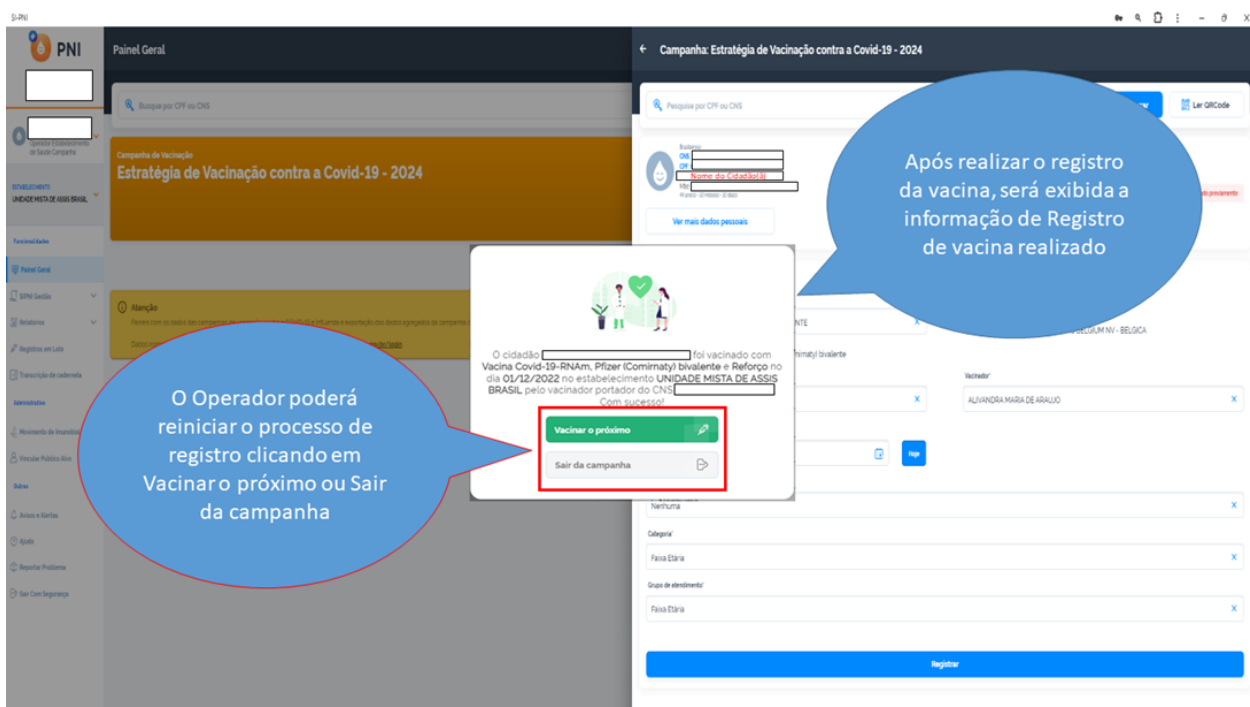 SI-PNI
PNI
Operador Estabelecimento
de Saúde Campanha
ESTABELECIMENTO
UNIDADE MISTA DE ASSIS BRASIL
Funcionalidades
Painel Geral
SIPNI Gestão
Relatórios
Registros em Lote
Transcrição de caderneta
Administrativo
Movimento de Imunobio
Vincular Público Alvo
Outros
Avisos e Alertas
Ajuda
Reportar Problema
Sair Com Segurança
Painel Geral
Busque por CPF ou CNS
Campanha de Vacinação
Estratégia de Vacinação contra a Covid-19 - 2024
Atenção
O Operador poderá
reiniciar o processo de
registro clicando em
Vacinar o próximo ou Sair
da campanha
O cidadão foi vacinado com
Vacina Covid-19-RNAm, Pfizer (Comirnaty) bivalente e Reforço no
dia 01/12/2022 no estabelecimento UNIDADE MISTA DE ASSIS
BRASIL pelo vacinador portador do CNS
Com sucesso!
Vacinar o próximo
Sair da campanha
Campanha: Estratégia de Vacinação contra a Covid-19 - 2024
Pesquise por CPF ou CNS
Ler QRCode
CNS
CPF
Nome do Cidadão(ã)
Ver mais dados pessoais
Após realizar o registro
da vacina, será exibida a
informação de Registro
de vacina realizado
NTE
BELGIUM NV - BELGICA
bivalente
Vacinador*
ALIVANDRA MARIA DE ARAUJO
Hoje
Nenhuma
Categoria*
Faixa Etária
Grupo de atendimento*
Faixa Etária
Registrar